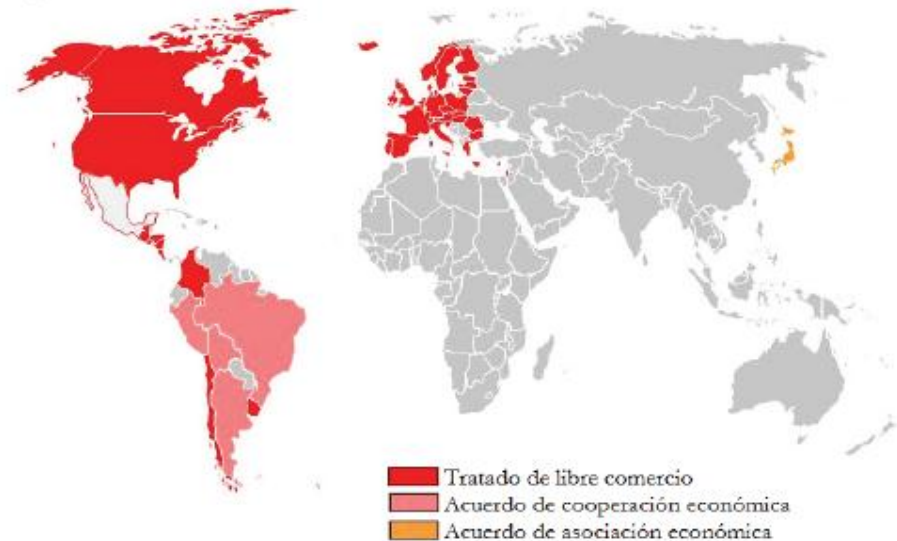 Tratado de libre comercio
Acuerdo de cooperación económica
Acuerdo de asociación económica